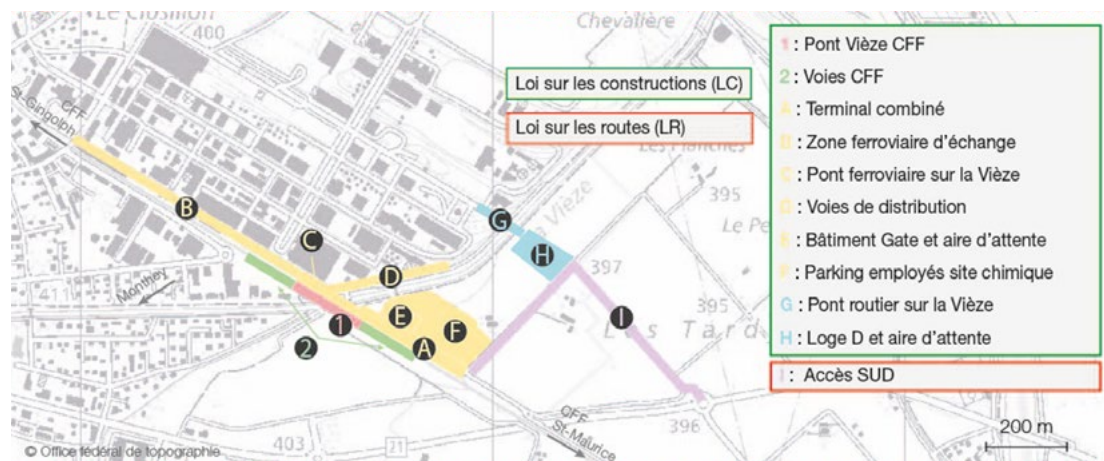 Le Closillon
400
Chevalière
St-Gingolph
CFF
Loi sur les constructions (LC)
Loi sur les routes (LR)
Les Planches
395
Le Pe
Vièze
B
C
D
G
H
397
Monthey
411
E
F
1
2
A
I
395
Les Tard
CFF
St-Maurice
396
403
21
200 m
© Office fédéral de topographie
1 : Pont Vièze CFF
2 : Voies CFF
A : Terminal combiné
B : Zone ferroviaire d'échange
C : Pont ferroviaire sur la Vièze
D : Voies de distribution
E : Bâtiment Gate et aire d'attente
F : Parking employés site chimique
G : Pont routier sur la Vièze
H : Loge D et aire d'attente
I : Accès SUD